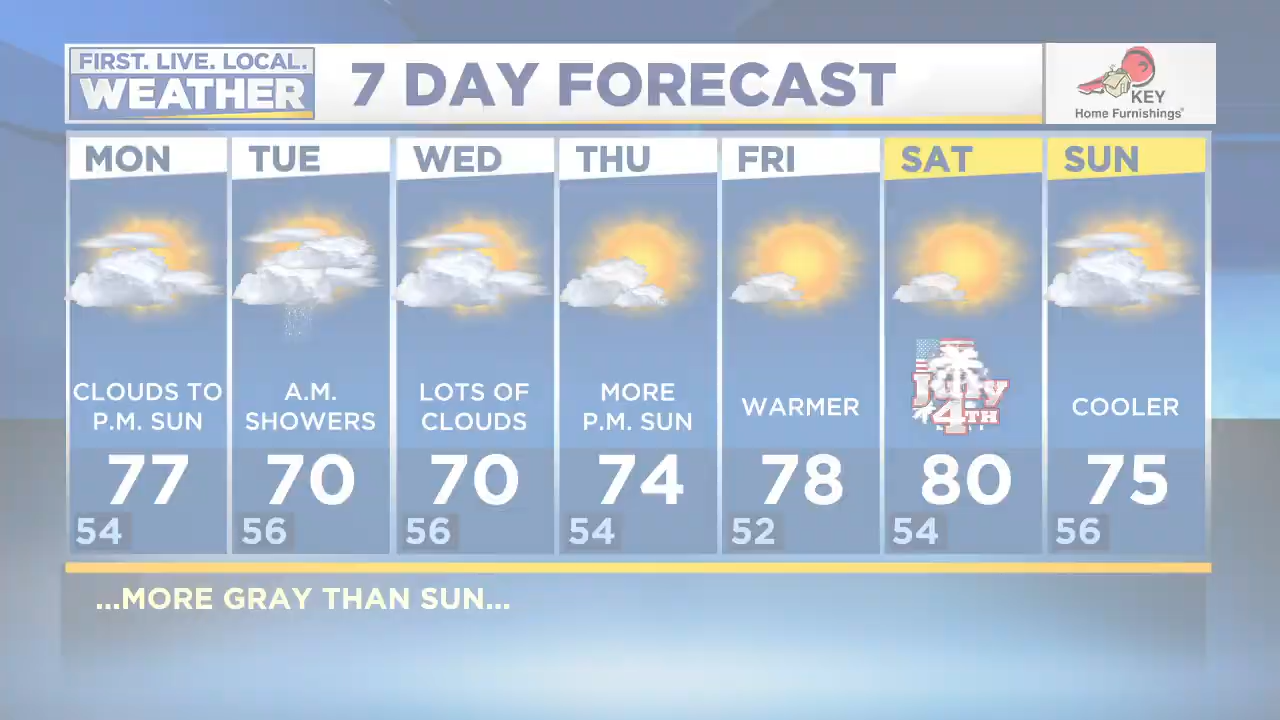 FIRST. LIVE. LOCAL.
WEATHER
7 DAY FORECAST
KEY
Home Furnishings
MON
TUE
WED
THU
FRI
SAT
SUN
CLOUDS TO
P.M. SUN
A.M.
SHOWERS
LOTS OF
CLOUDS
MORE
P.M. SUN
WARMER
July
4TH
COOLER
77
70
70
74
78
80
75
54
56
56
54
52
54
56
...MORE GRAY THAN SUN...